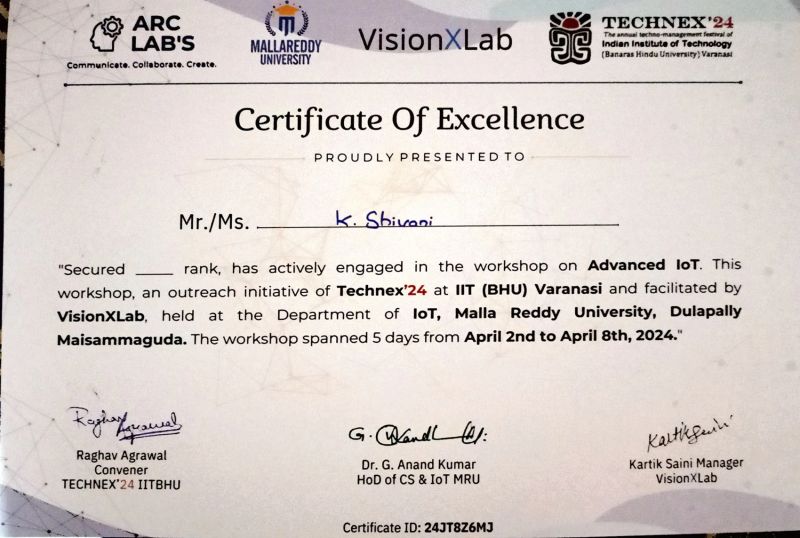 ARC
LAB'S
Communicate. Collaborate. Create.
MALLAREDDY
UNIVERSITY
VisionXLab
TECHNEX'24
The annual techno-management festival of
Indian Institute of Technology
(Banaras Hindu University) Varanasi
Certificate Of Excellence
PROUDLY PRESENTED TO
Mr./Ms. K. Shivani
"Secured ____ rank, has actively engaged in the workshop on Advanced IoT. This
workshop, an outreach initiative of Technex'24 at IIT (BHU) Varanasi and facilitated by
VisionXLab, held at the Department of IoT, Malla Reddy University, Dulapally
Maisammaguda. The workshop spanned 5 days from April 2nd to April 8th, 2024."
Raghav Agrawal
Raghav Agrawal
Convener
TECHNEX'24 IITBHU
Dr. G. Anand Kumar
HoD of CS & IoT MRU
Kartik Saini
Kartik Saini Manager
VisionXLab
Certificate ID: 24JT8Z6MJ